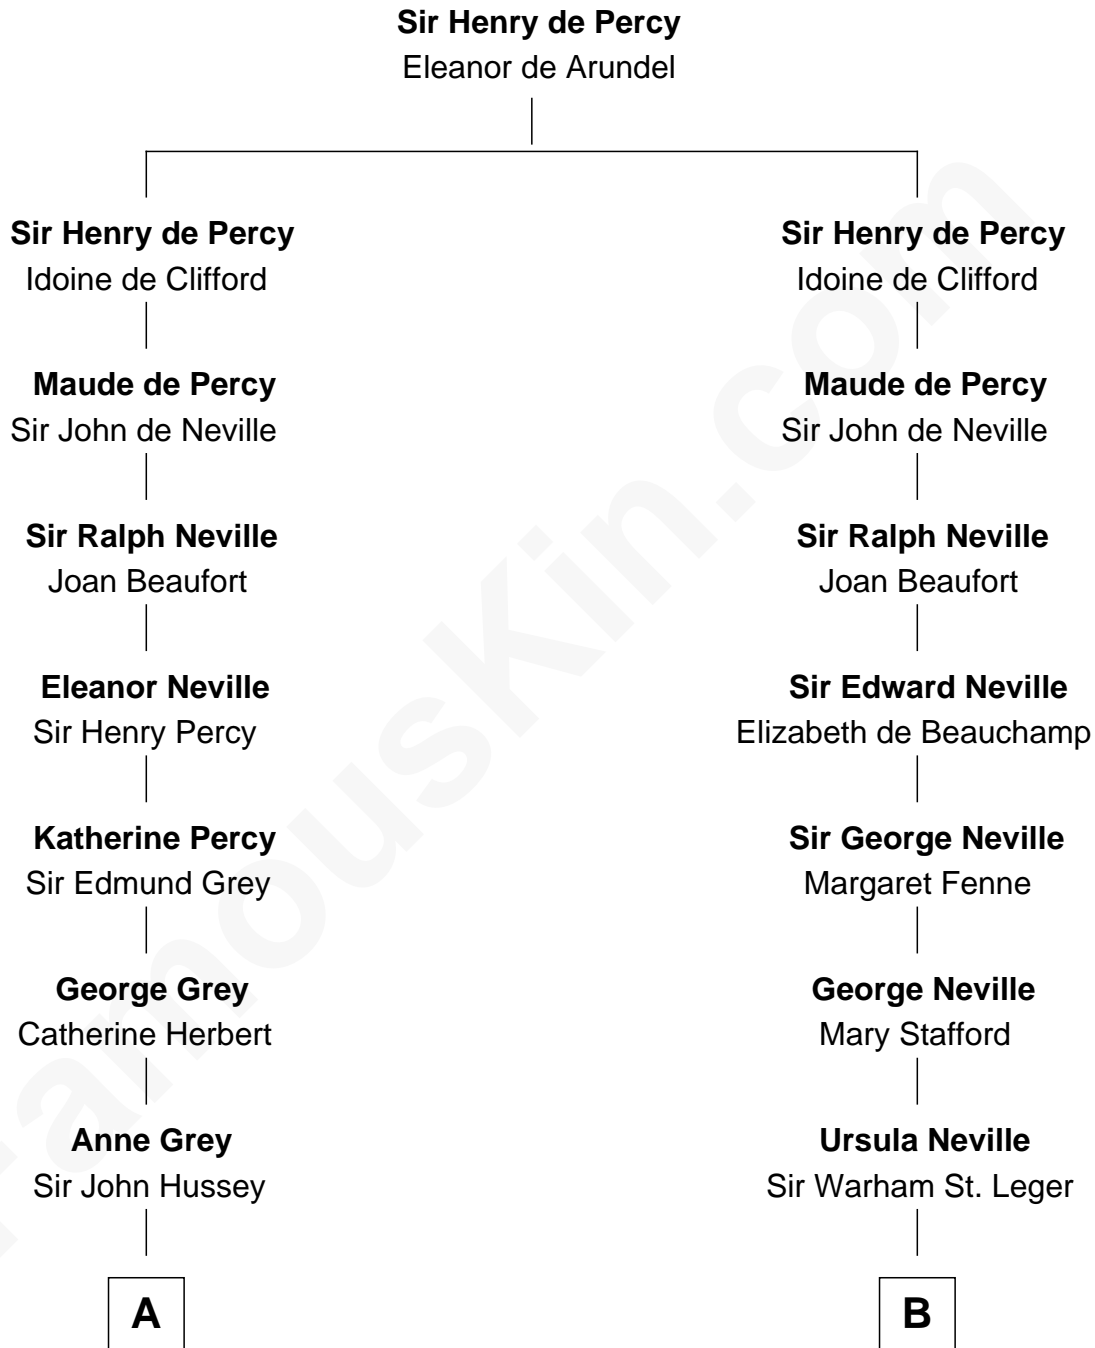 Sir Henry de Percy
Eleanor de Arundel
Sir Henry de Percy
Idoine de Clifford
Maude de Percy
Sir John de Neville
Sir Ralph Neville
Joan Beaufort
Eleanor Neville
Sir Henry Percy
Katherine Percy
Sir Edmund Grey
George Grey
Catherine Herbert
Anne Grey
Sir John Hussey
A
Sir Henry de Percy
Idoine de Clifford
Maude de Percy
Sir John de Neville
Sir Ralph Neville
Joan Beaufort
Sir Edward Neville
Elizabeth de Beauchamp
Sir George Neville
Margaret Fenne
George Neville
Mary Stafford
Ursula Neville
Sir Warham St. Leger
B
FamousKin.com